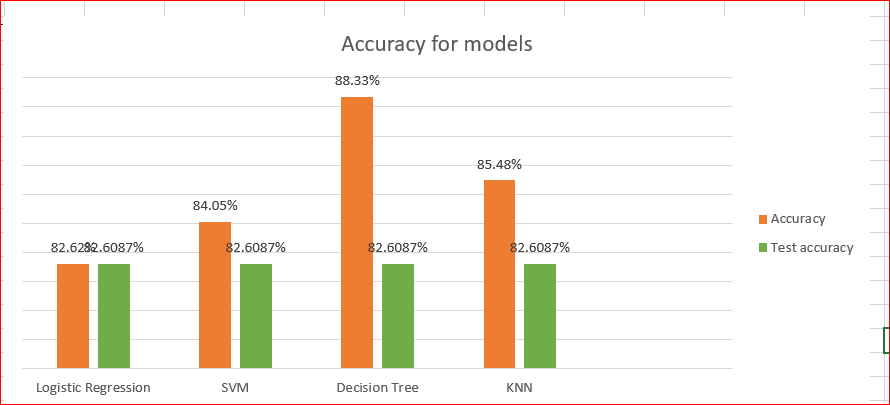 Accuracy for models
88.33%
85.48%
84.05%
82.62% 82.6087% 82.6087% 82.6087% 82.6087%
Accuracy
Test accuracy
Logistic Regression SVM Decision Tree KNN